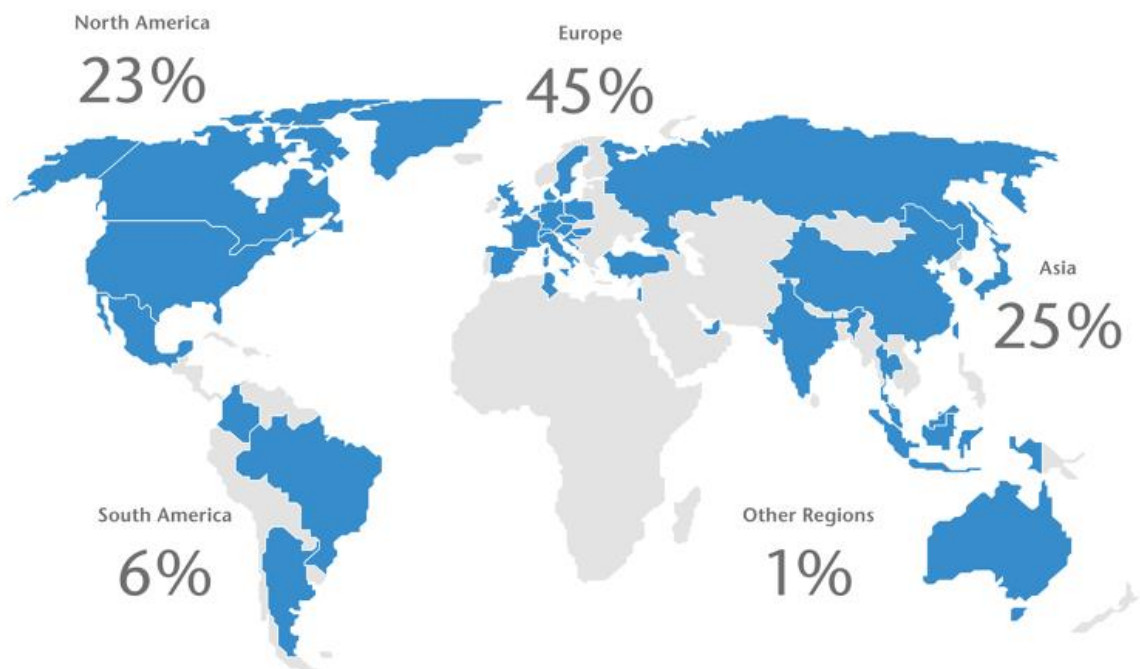 North America
23%
Europe
45%
Asia
25%
South America
6%
Other Regions
1%